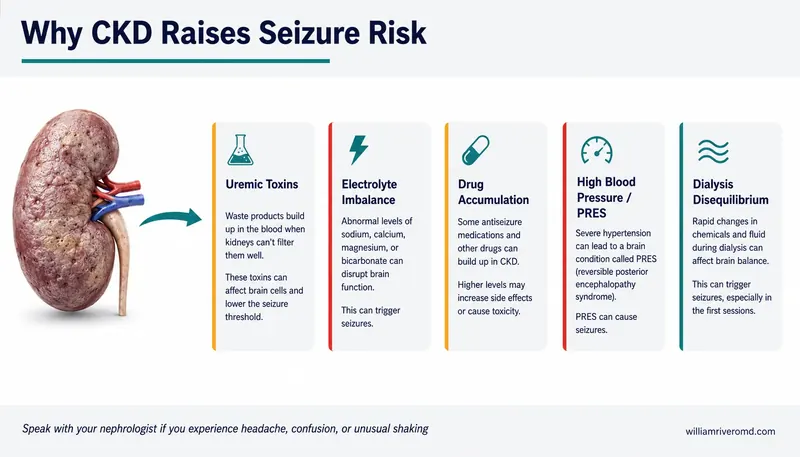 Why CKD Raises Seizure Risk
Uremic Toxins
Waste products build
up in the blood when
kidneys can't filter
them well.
These toxins can
affect brain cells and
lower the seizure
threshold.
Electrolyte
Imbalance
Abnormal levels of
sodium, calcium,
magnesium, or
bicarbonate can
disrupt brain
function.
This can trigger
seizures.
Drug
Accumulation
Some antiseizure
medications and
other drugs can
build up in CKD.
Higher levels may
increase side effects
or cause toxicity.
High Blood
Pressure /
PRES
Severe hypertension
can lead to a brain
condition called PRES
(reversible posterior
encephalopathy
syndrome).
PRES can cause
seizures.
Dialysis
Disequilibrium
Rapid changes in
chemicals and fluid
during dialysis can
affect brain balance.
This can trigger
seizures, especially in
the first sessions.
Speak with your nephrologist if you experience headache, confusion, or unusual shaking
williamriveromd.com